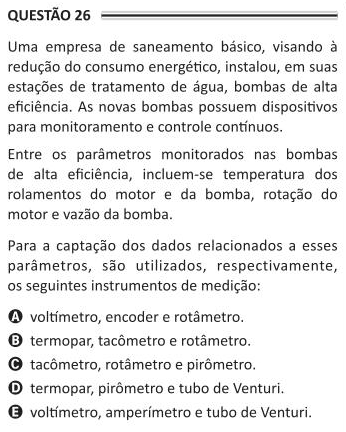 QUESTÃO 26
Uma empresa de saneamento básico, visando à
redução do consumo energético, instalou, em suas
estações de tratamento de água, bombas de alta
eficiência. As novas bombas possuem dispositivos
para monitoramento e controle contínuos.
Entre os parâmetros monitorados nas bombas
de alta eficiência, incluem-se temperatura dos
rolamentos do motor e da bomba, rotação do
motor e vazão da bomba.
Para a captação dos dados relacionados a esses
parâmetros, são utilizados, respectivamente,
os seguintes instrumentos de medição:
A voltímetro, encoder e rotâmetro.
B termopar, tacômetro e rotâmetro.
C tacômetro, rotâmetro e pirômetro.
D termopar, pirômetro e tubo de Venturi.
E voltímetro, amperímetro e tubo de Venturi.